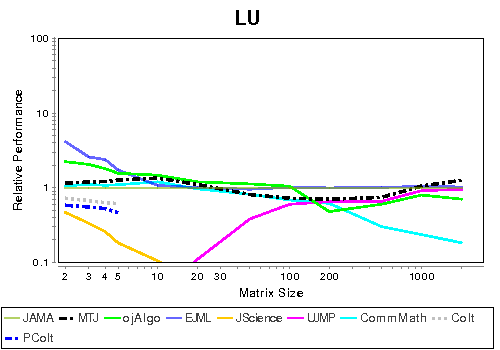 LU
100
10
1
0.1
Relative Performance
2 3 4 5 10 20 30 100 200 1000
Matrix Size
JAMA MTJ ojAlgo EJML JScience UJMP CommMath Colt
PColt